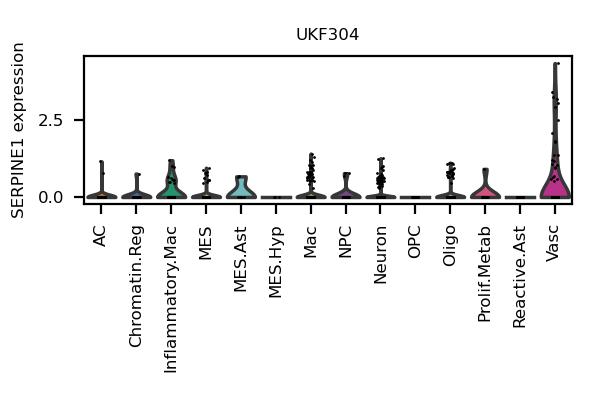 UKF304
SERPINE1 expression
2.5
0.0
AC
Chromatin.Reg
Inflammatory.Mac
MES
MES.Ast
MES.Hyp
Mac
NPC
Neuron
OPC
Oligo
Prolif.Metab
Reactive.Ast
Vasc